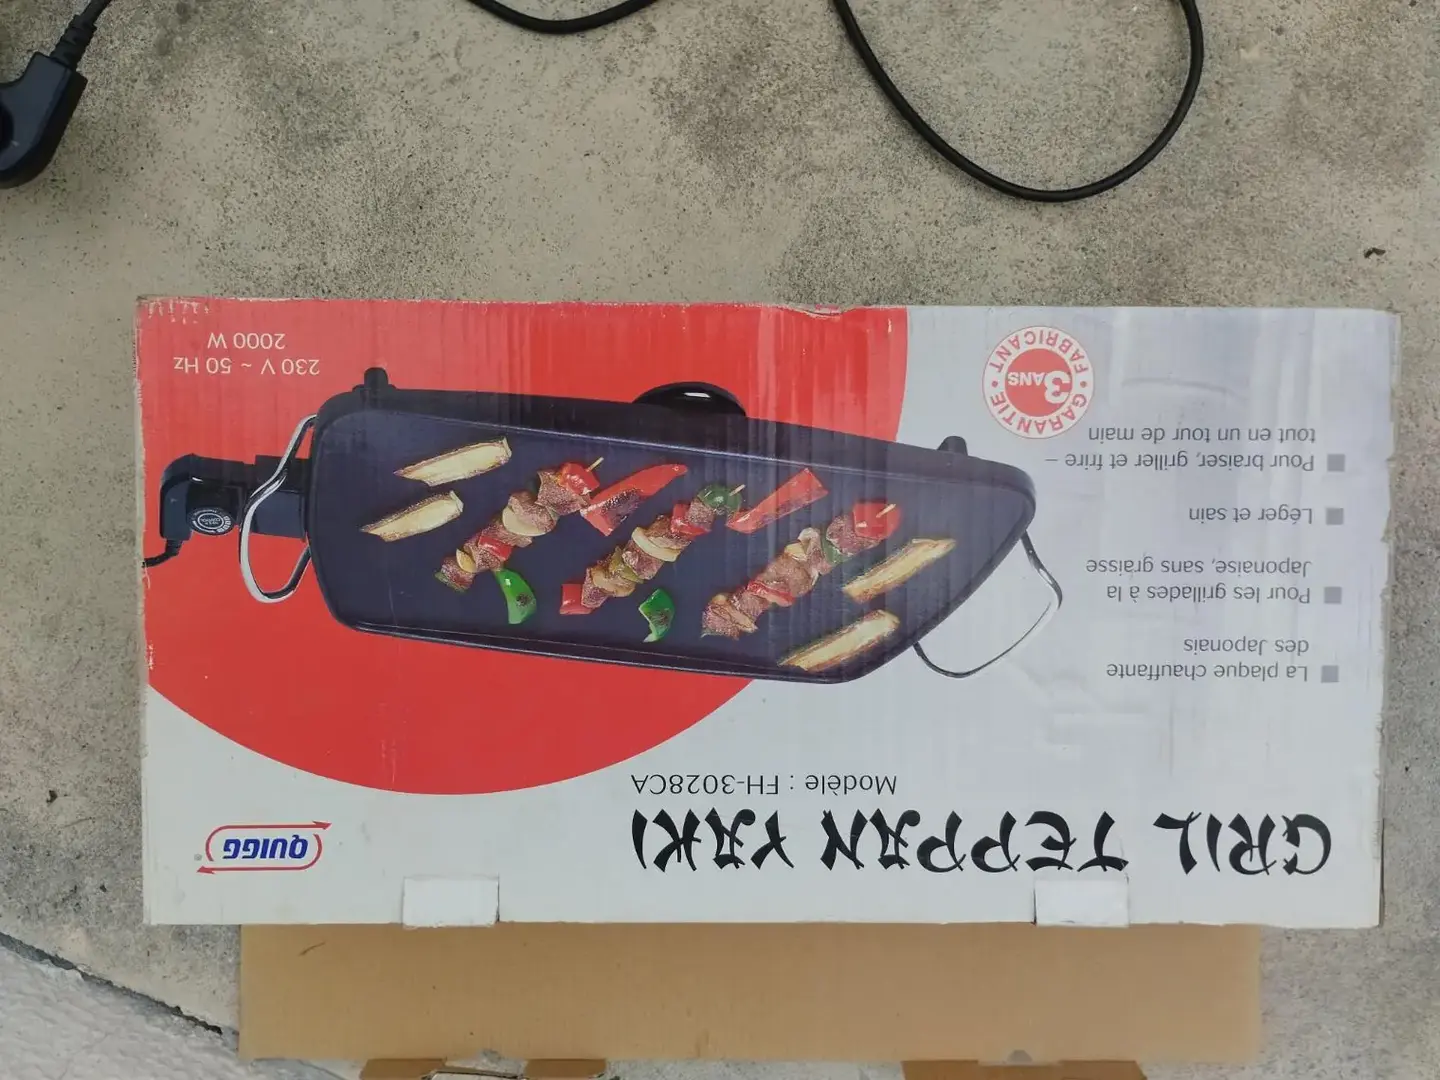 GRIL TEPPAN YAKI
Modèle : FH-3028CA
QUIGG
La plaque chauffante
des Japonais
Pour les grillades à la
Japonaise, sans graisse
Léger et sain
Pour braiser, griller et frire –
tout en un tour de main
GARANTIE • FABRICANT •
3 ANS
230 V ~ 50 Hz
2000 W